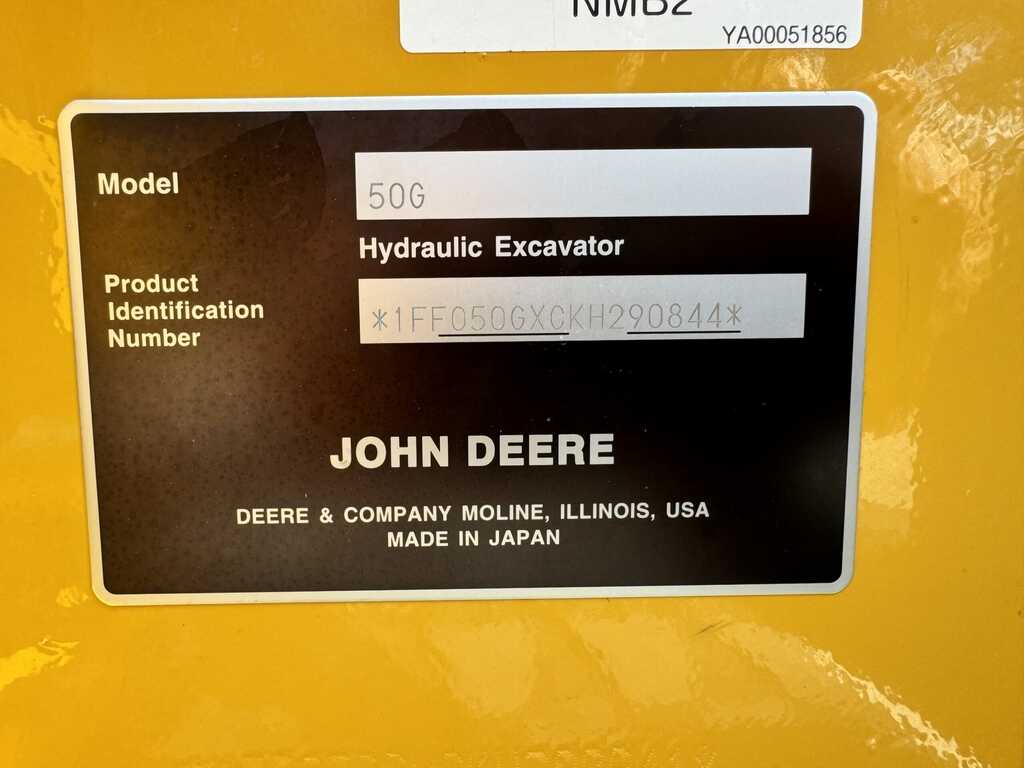 NMB2
YA00051856
Model
50G
Hydraulic Excavator
Product
Identification
Number
*1FF050GXCKH290844*
JOHN DEERE
DEERE & COMPANY MOLINE, ILLINOIS, USA
MADE IN JAPAN